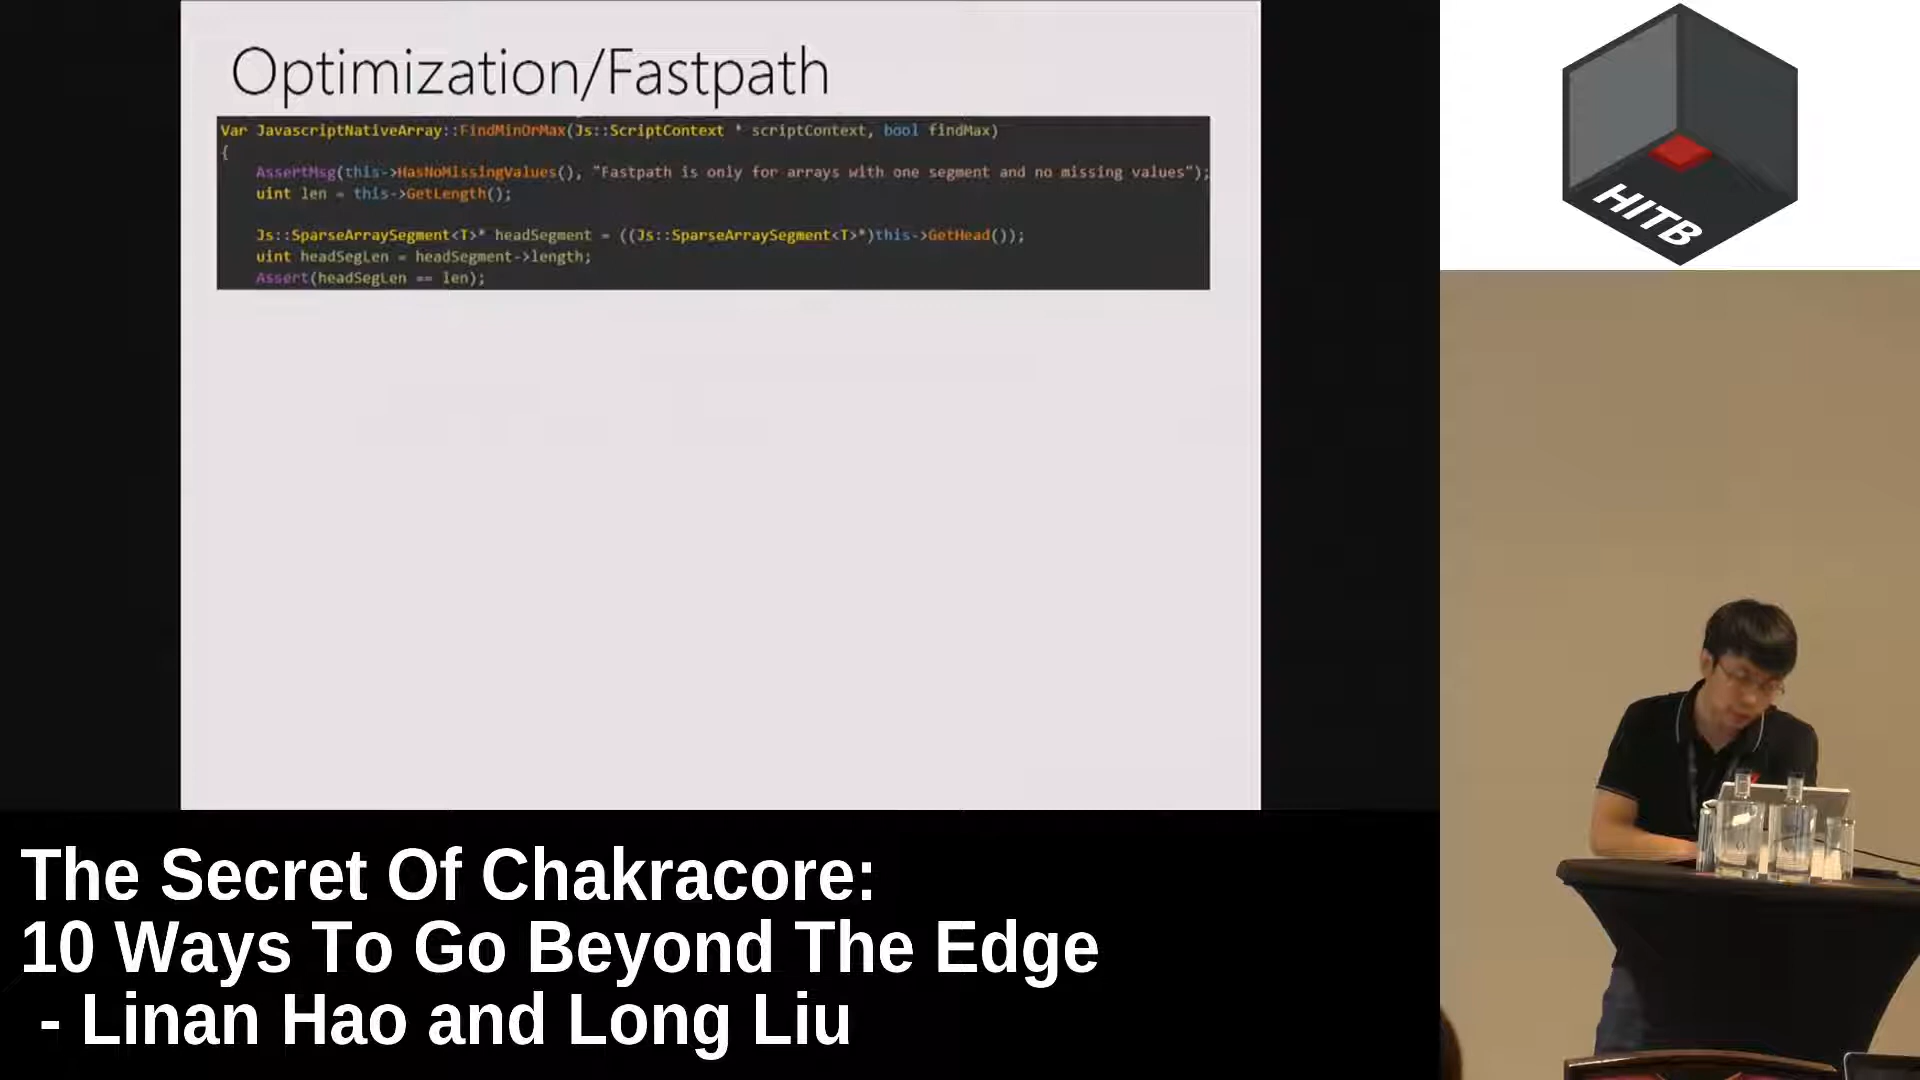 Optimization/Fastpath
Var JavascriptNativeArray::FindMinOrMax(Js::ScriptContext * scriptContext, bool findMax)
{
AssertMsg(this->HasNoMissingValues(), "Fastpath is only for arrays with one segment and no missing values");
uint len = this->GetLength();
Js::SparseArraySegment<T>* headSegment = ((Js::SparseArraySegment<T>*)this->GetHead());
uint headSegLen = headSegment->length;
Assert(headSegLen == len);
HITB
The Secret Of Chakracore:
10 Ways To Go Beyond The Edge
- Linan Hao and Long Liu